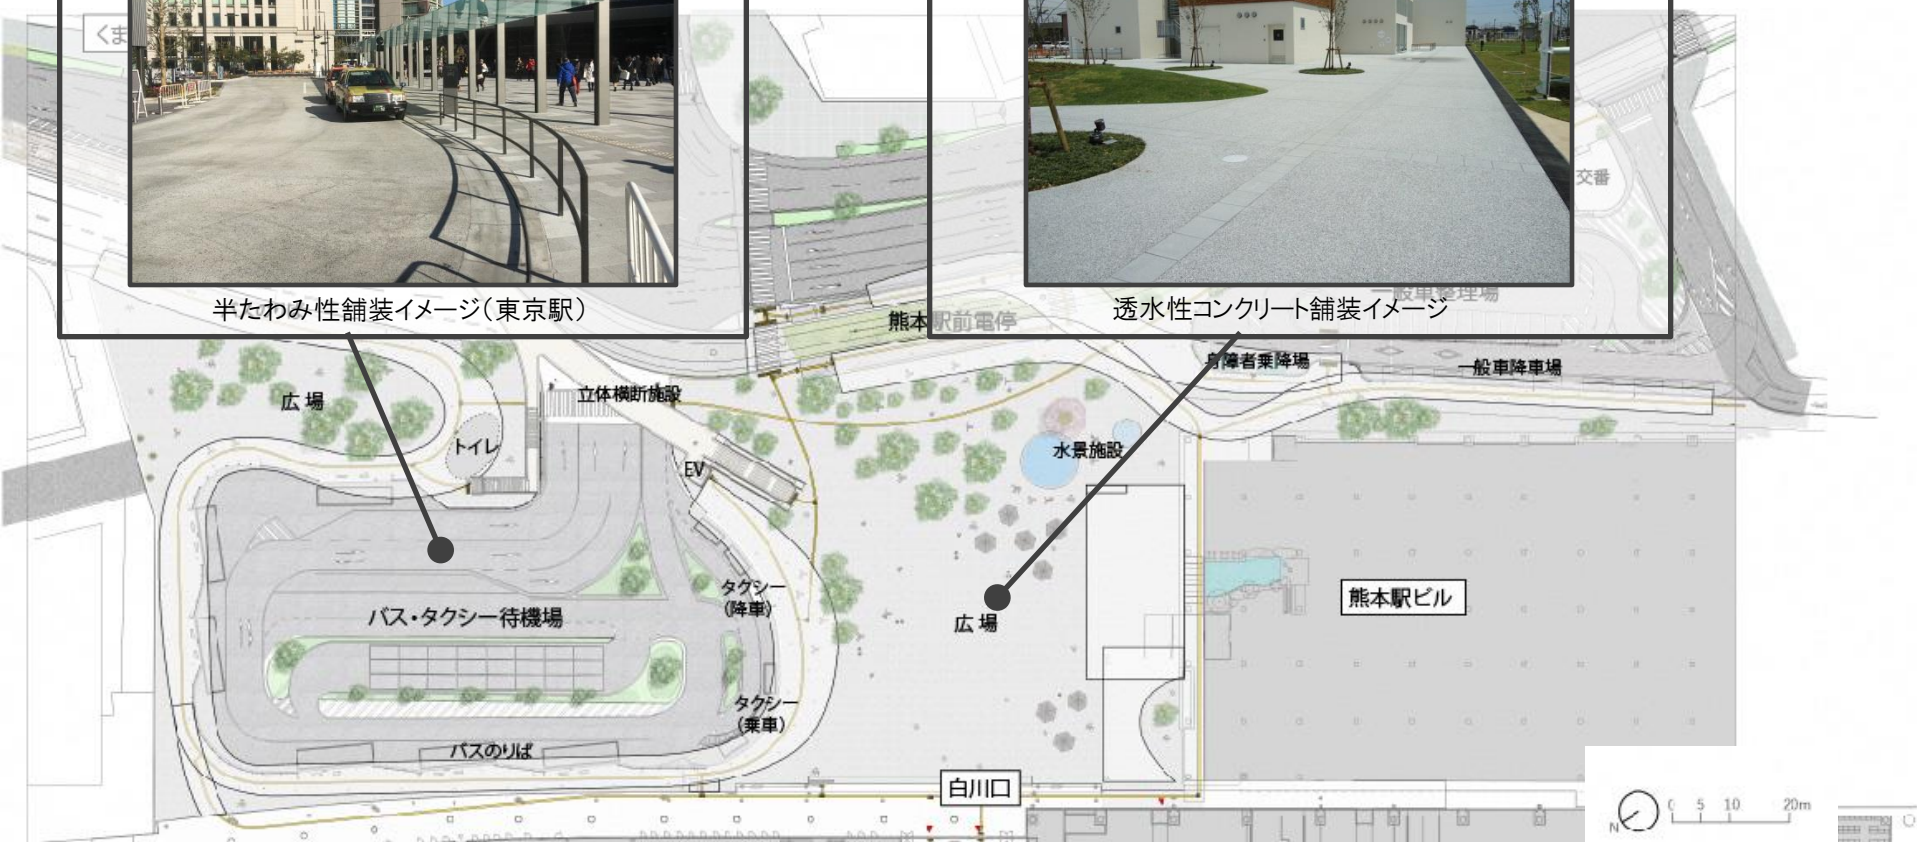 くま
交番
半たわみ性舗装イメージ（東京駅）
透水性コンクリート舗装イメージ
一般車整理場
熊本駅前電停
身障者乗降場
一般車降車場
広場
立体横断施設
トイレ
EV
水景施設
タクシー
（降車）
バス・タクシー待機場
広場
熊本駅ビル
タクシー
（乗車）
バスのりば
白川口
N
0 5 10 20m